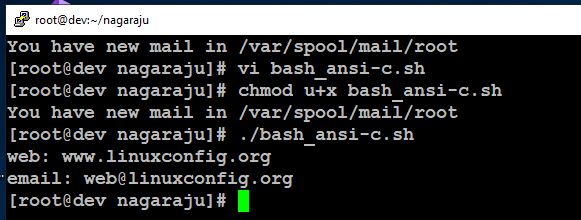 root@dev:~/nagaraju
You have new mail in /var/spool/mail/root
[root@dev nagaraju]# vi bash_ansi-c.sh
[root@dev nagaraju]# chmod u+x bash_ansi-c.sh
You have new mail in /var/spool/mail/root
[root@dev nagaraju]# ./bash_ansi-c.sh
web: www.linuxconfig.org
email: web@linuxconfig.org
[root@dev nagaraju]#